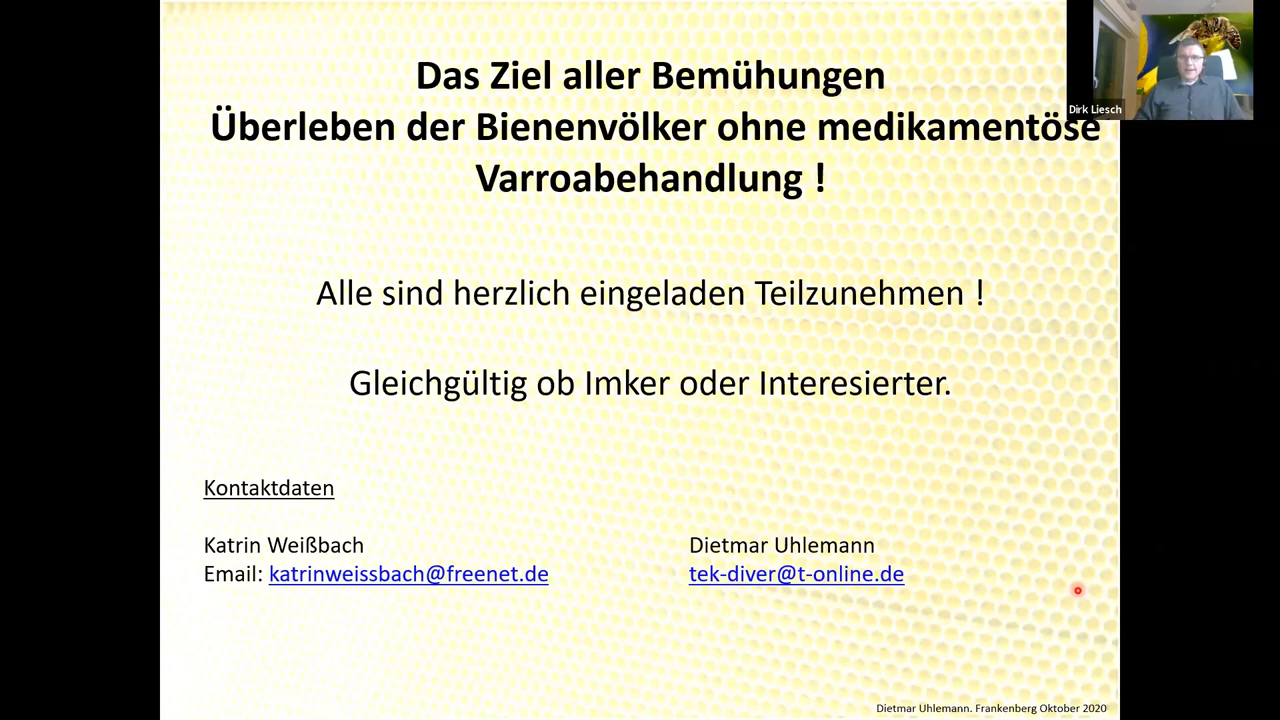 Das Ziel aller Bemühungen
Überleben der Bienenvölker ohne medikamentöse
Varroabehandlung !
Dirk Liesch
Alle sind herzlich eingeladen Teilzunehmen !
Gleichgültig ob Imker oder Interesierter.
Kontaktdaten
Katrin Weißbach
Email: katrinweissbach@freenet.de
Dietmar Uhlemann
tek-diver@t-online.de
Dietmar Uhlemann. Frankenberg Oktober 2020